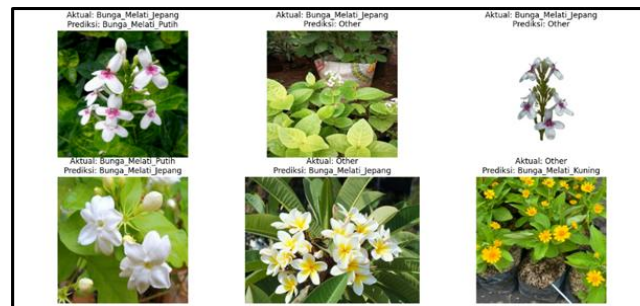 Aktual: Bunga_Melati_Jepang
Prediksi: Bunga_Melati_Putih
Aktual: Bunga_Melati_Jepang
Prediksi: Other
Aktual: Bunga_Melati_Jepang
Prediksi: Other
Aktual: Bunga_Melati_Putih
Prediksi: Bunga_Melati_Jepang
Aktual: Other
Prediksi: Bunga_Melati_Jepang
Aktual: Other
Prediksi: Bunga_Melati_Kuning